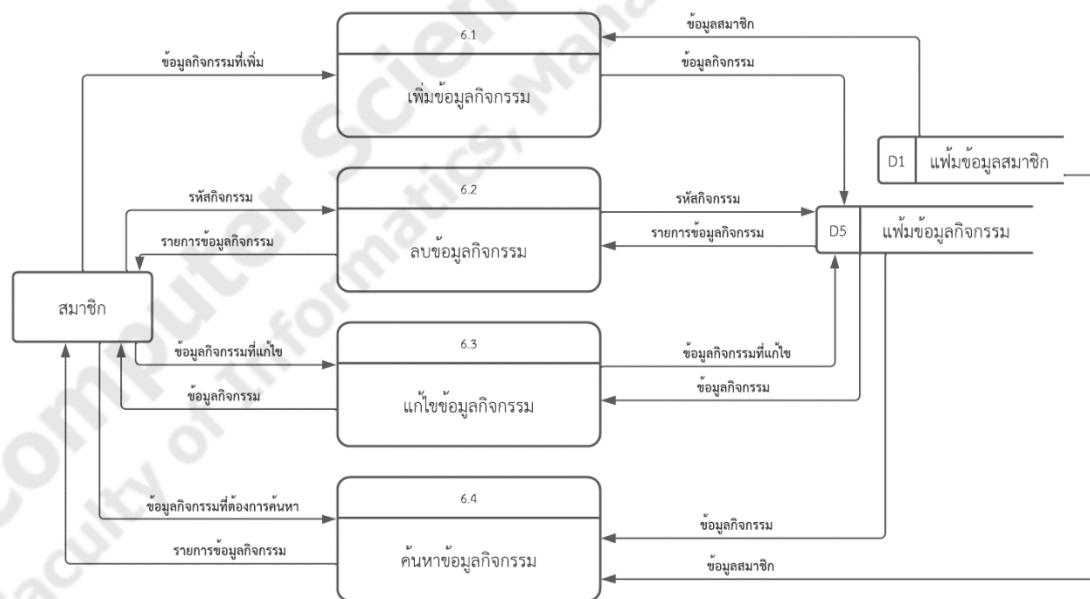 6.1
ข้อมูลสมาชิก
ข้อมูลกิจกรรมที่เพิ่ม
ข้อมูลกิจกรรม
เพิ่มข้อมูลกิจกรรม
D1 แฟ้มข้อมูลสมาชิก
6.2
รหัสกิจกรรม
รหัสกิจกรรม
รายการข้อมูลกิจกรรม
รายการข้อมูลกิจกรรม
D5 แฟ้มข้อมูลกิจกรรม
ลบข้อมูลกิจกรรม
สมาชิก
6.3
ข้อมูลกิจกรรมที่แก้ไข
ข้อมูลกิจกรรมที่แก้ไข
ข้อมูลกิจกรรม
ข้อมูลกิจกรรม
แก้ไขข้อมูลกิจกรรม
6.4
ข้อมูลกิจกรรมที่ต้องการค้นหา
ข้อมูลกิจกรรม
รายการข้อมูลกิจกรรม
ค้นหาข้อมูลกิจกรรม
ข้อมูลสมาชิก
Computer Scien
Faculty of Informatics, Maha